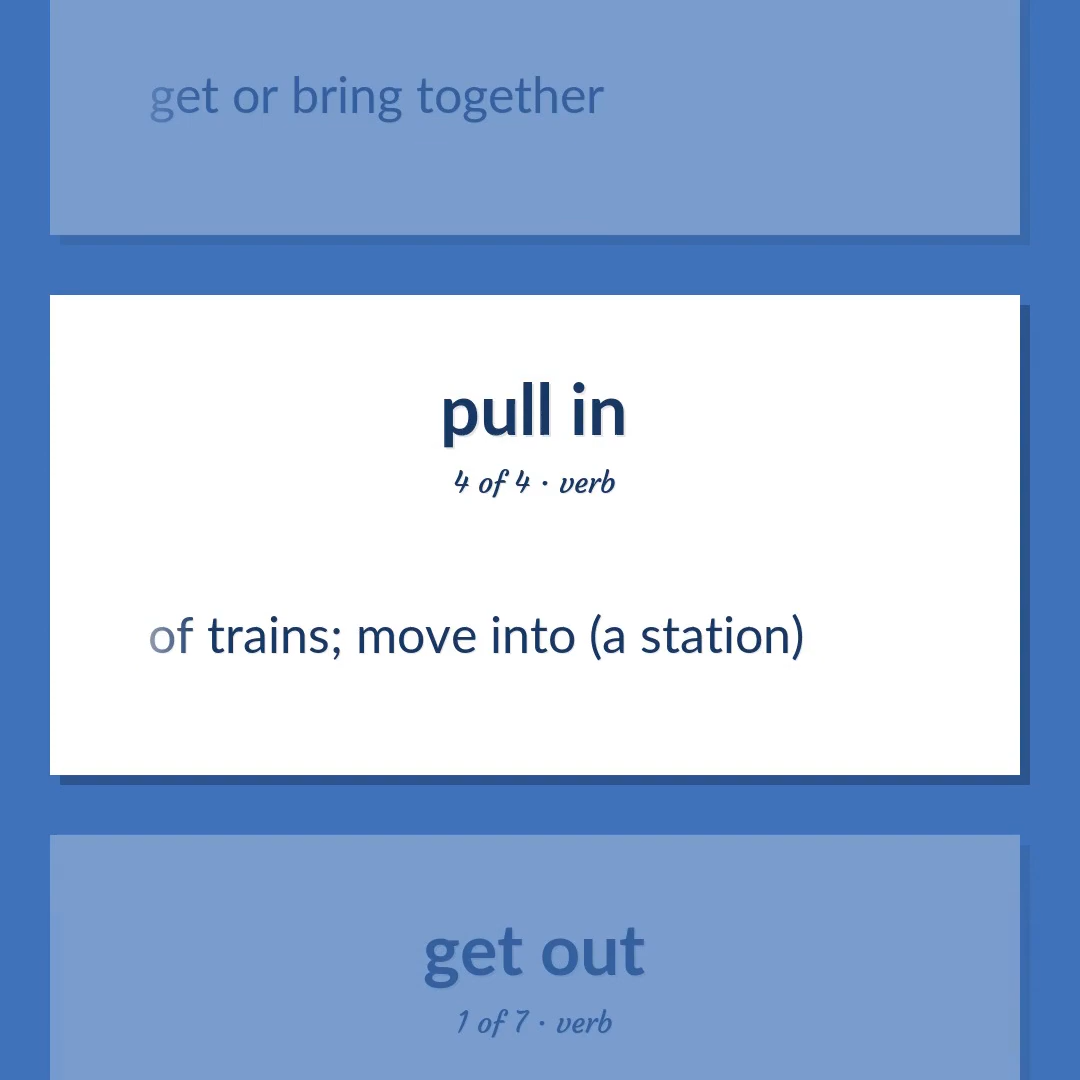 get or bring together
pull in
4 of 4 · verb
of trains; move into (a station)
get out
1 of 7 · verb